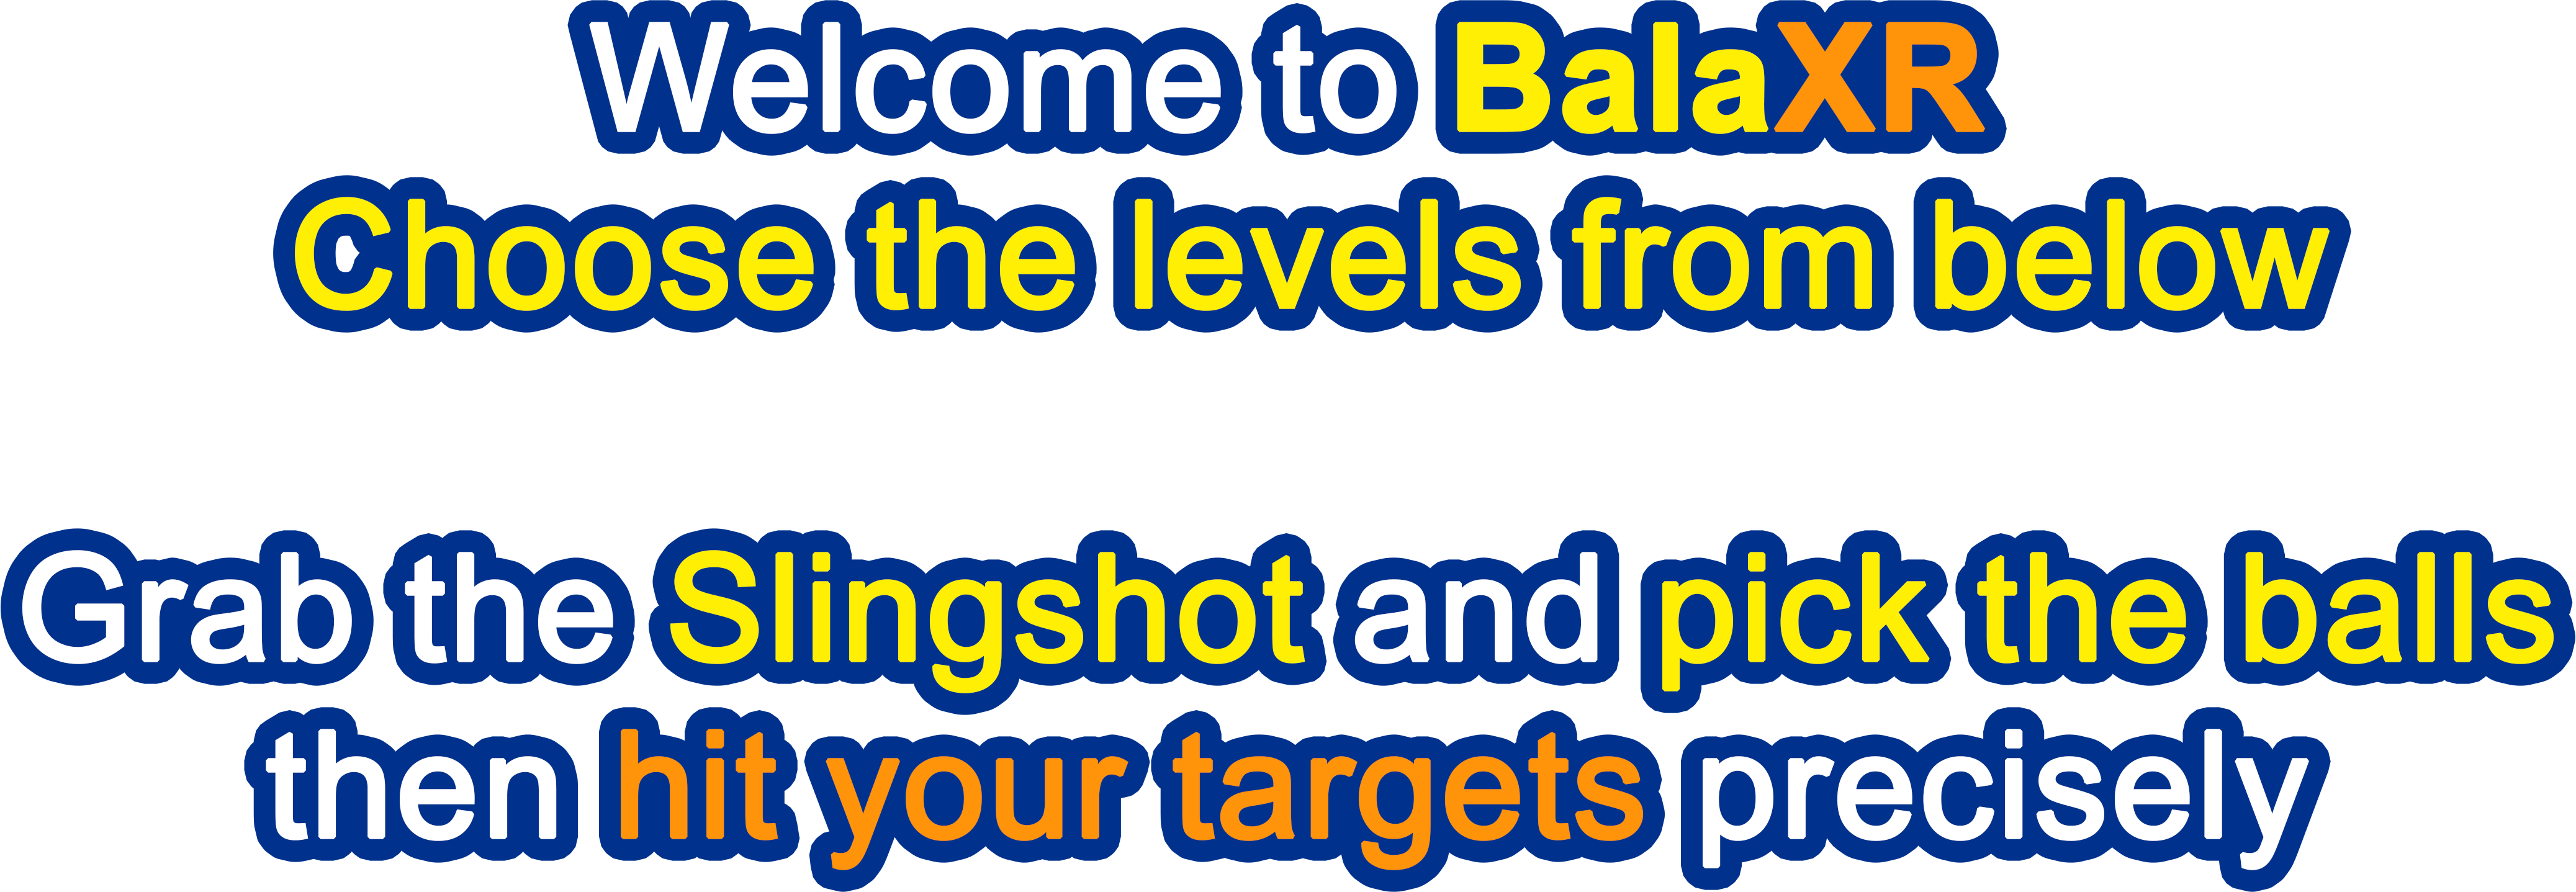 Welcome to BalaXR
Choose the levels from below
Grab the Slingshot and pick the balls
then hit your targets precisely